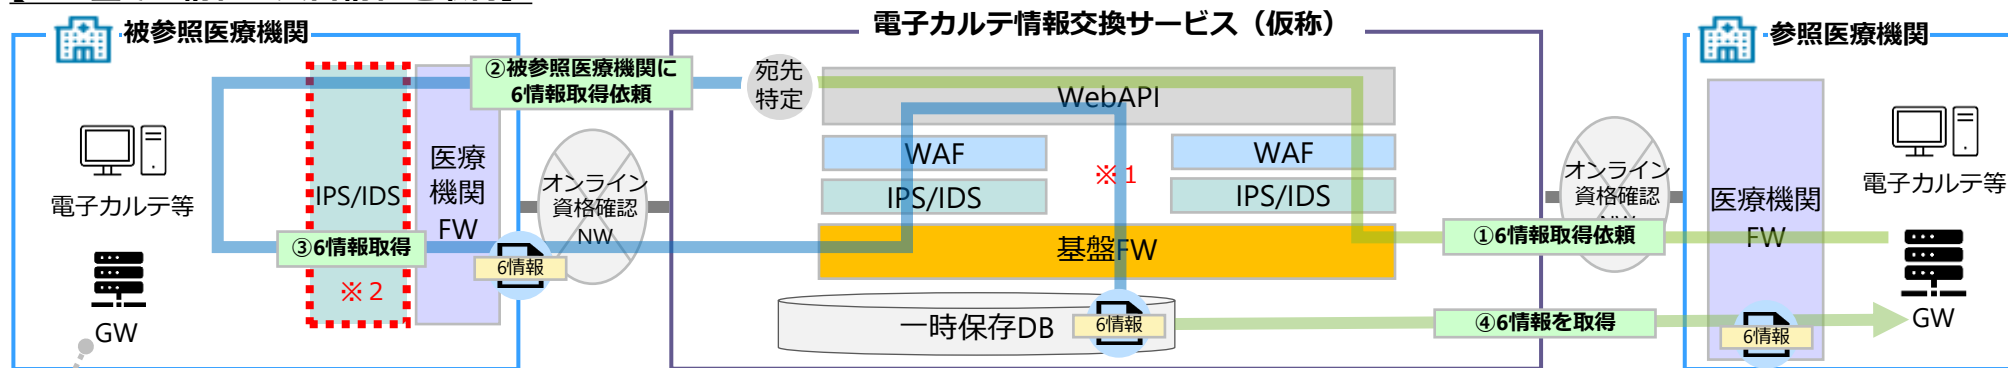 被参照医療機関
電子カルテ情報交換サービス（仮称）
参照医療機関
②被参照医療機関に
6情報取得依頼
宛先
特定
WebAPI
WAF
WAF
※１
IPS/IDS
IPS/IDS
基盤FW
一時保存DB
6情報
電子カルテ等
GW
IPS/IDS
※２
医療
機関
FW
③6情報取得
6情報
オンライン
資格確認
NW
オンライン
資格確認
①6情報取得依頼
④6情報を取得
医療機関
FW
6情報
電子カルテ等
GW